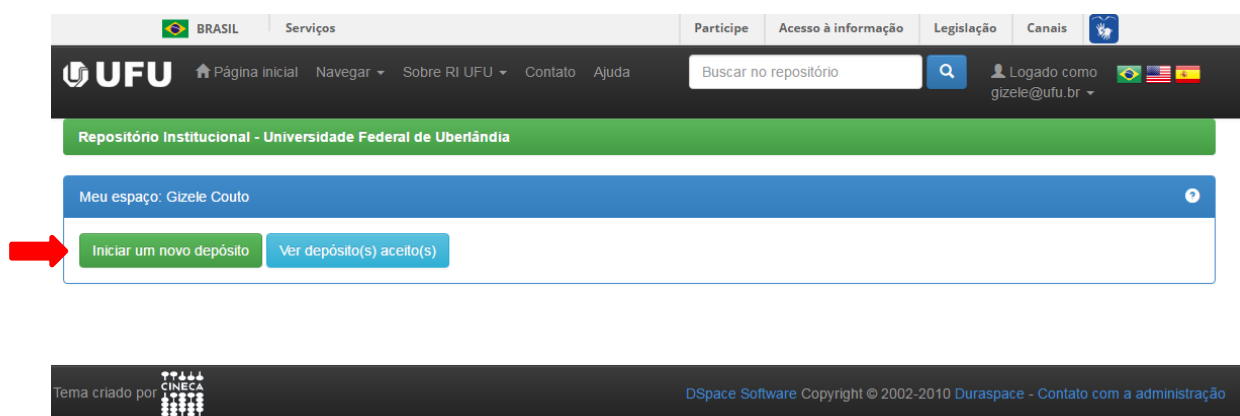 BRASIL Serviços Participe Acesso à informação Legislação Canais
UFU Página inicial Navegar Sobre RI UFU Contato Ajuda Buscar no repositório Logado como
gizele@ufu.br
Repositório Institucional - Universidade Federal de Uberlândia
Meu espaço: Gizele Couto
Iniciar um novo depósito Ver depósito(s) aceito(s)
Tema criado por CINECA DSpace Software Copyright © 2002-2010 Duraspace - Contato com a administração